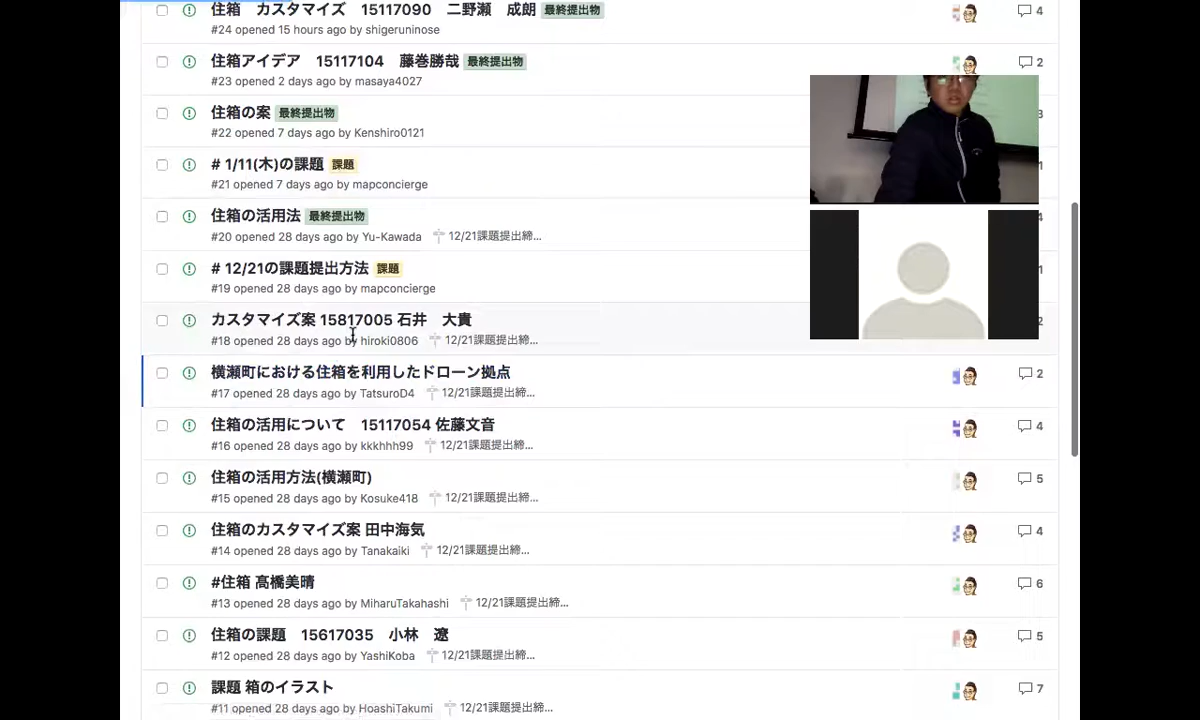 住箱　カスタマイズ　15117090　二野瀬　成朗 最終提出物
4
#24 opened 15 hours ago by shigeruninose
住箱アイデア　15117104　藤巻勝哉 最終提出物
2
#23 opened 2 days ago by masaya4027
住箱の案 最終提出物
3
#22 opened 7 days ago by Kenshiro0121
# 1/11(木)の課題 課題
1
#21 opened 7 days ago by mapconcierge
住箱の活用法 最終提出物
4
#20 opened 28 days ago by Yu-Kawada 12/21課題提出締...
# 12/21の課題提出方法 課題
1
#19 opened 28 days ago by mapconcierge
カスタマイズ案 15817005 石井　大貴
2
#18 opened 28 days ago by hiroki0806 12/21課題提出締...
横瀬町における住箱を利用したドローン拠点
2
#17 opened 28 days ago by TatsuroD4 12/21課題提出締...
住箱の活用について　15117054 佐藤文音
4
#16 opened 28 days ago by kkkhhh99 12/21課題提出締...
住箱の活用方法(横瀬町)
5
#15 opened 28 days ago by Kosuke418 12/21課題提出締...
住箱のカスタマイズ案 田中海気
4
#14 opened 28 days ago by Tanakaiki 12/21課題提出締...
#住箱 髙橋美晴
6
#13 opened 28 days ago by MiharuTakahashi 12/21課題提出締...
住箱の課題　15617035　小林　遼
5
#12 opened 28 days ago by YashiKoba 12/21課題提出締...
課題 箱のイラスト
7
#11 opened 28 days ago by HoashiTakumi 12/21課題提出締...